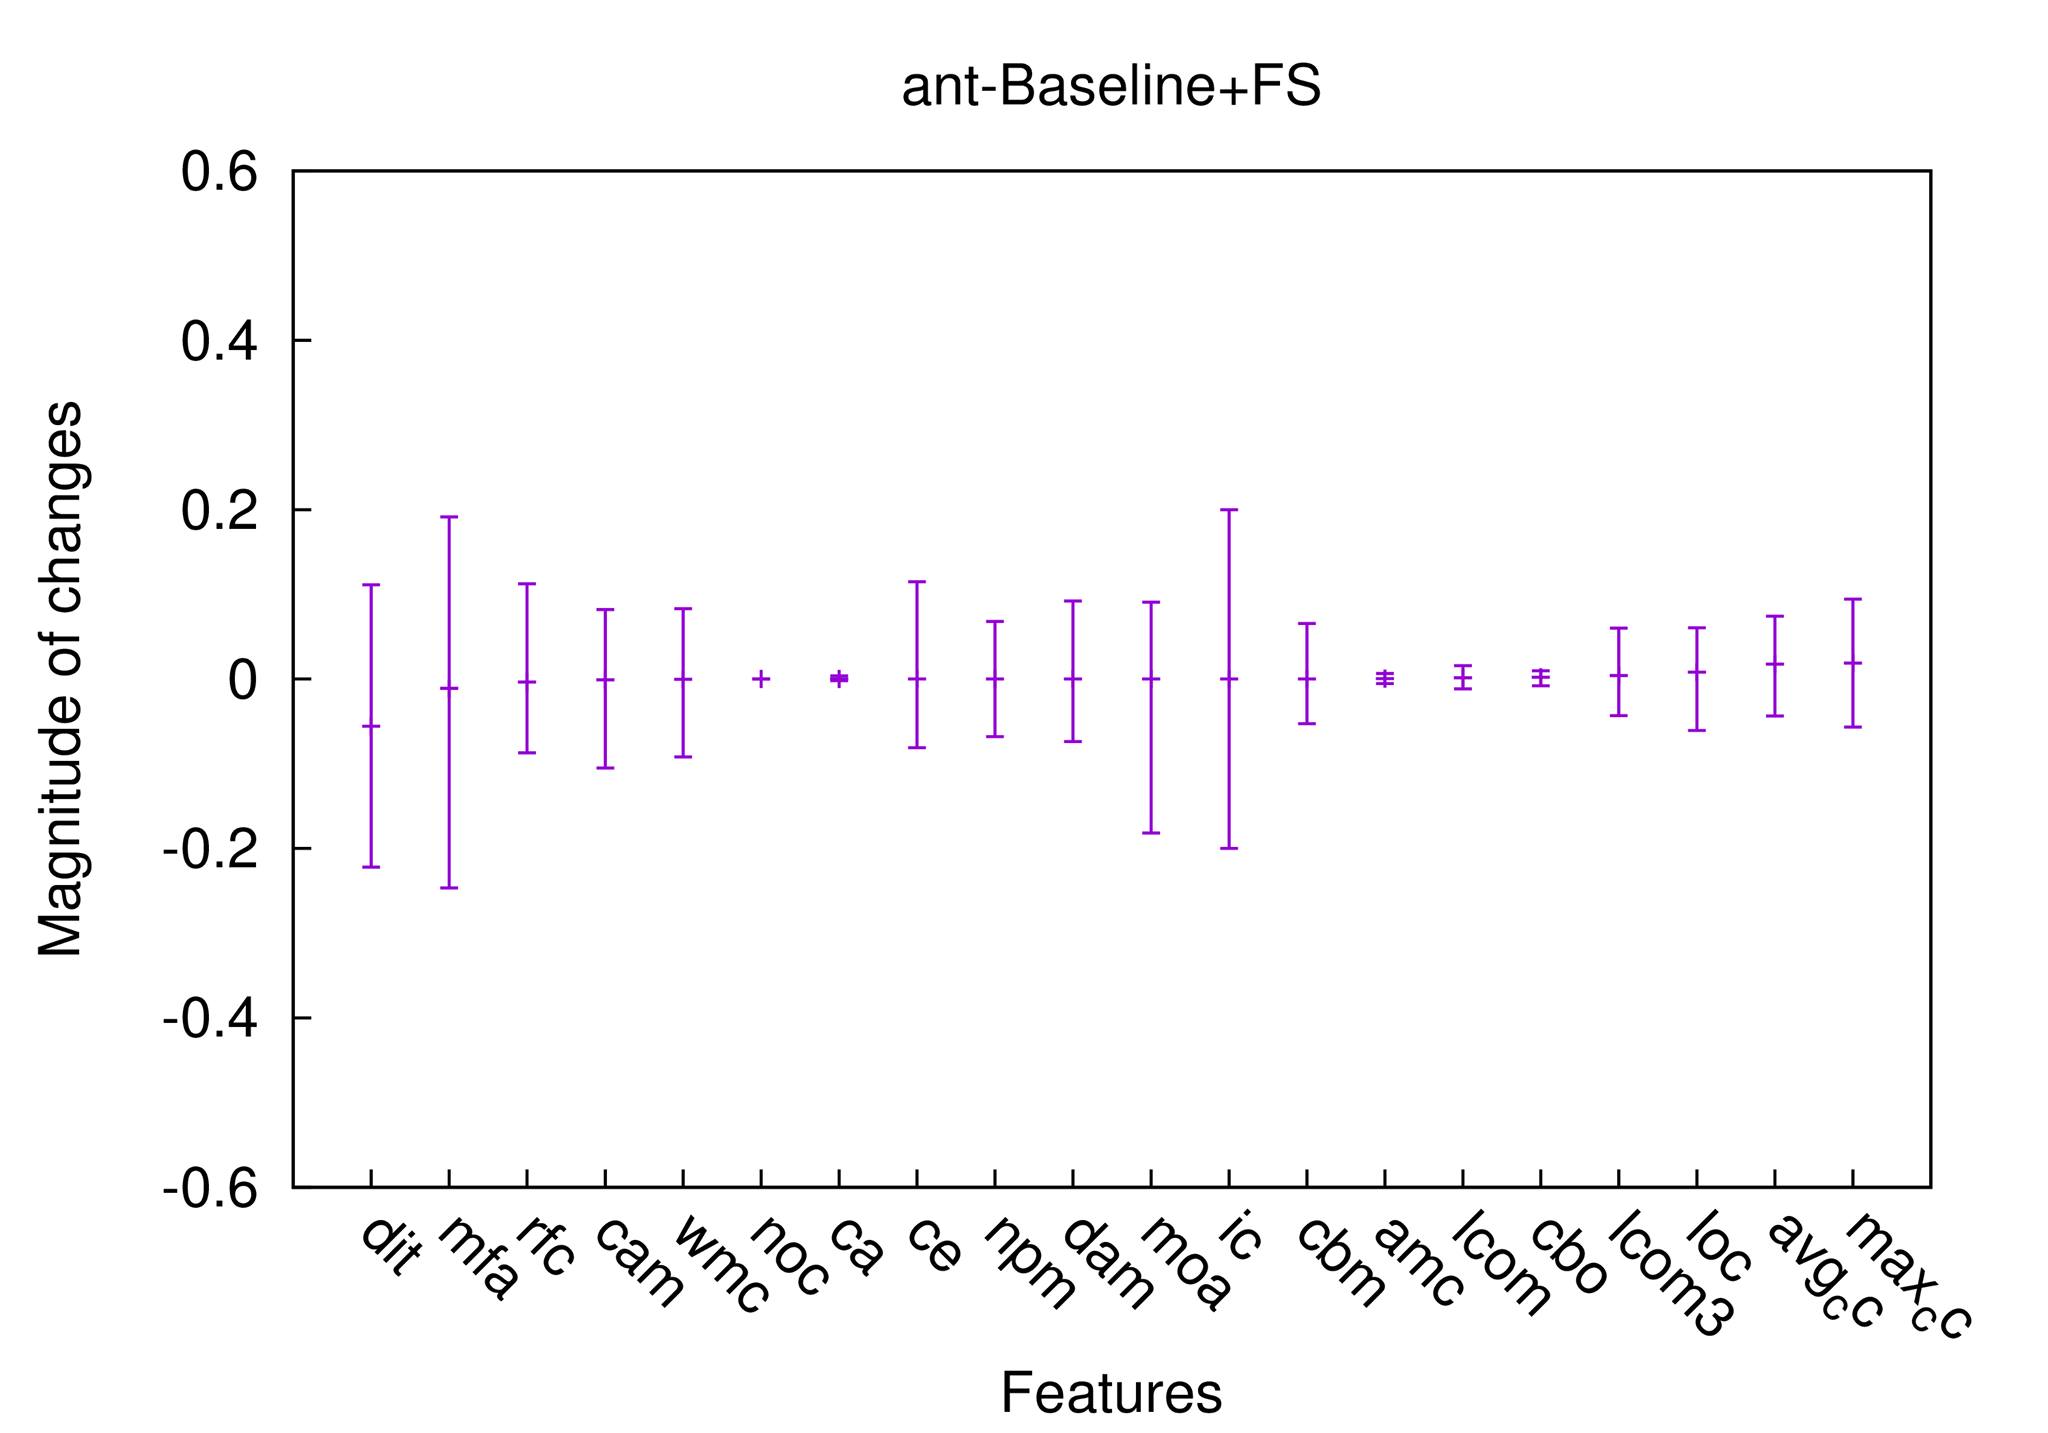 ant-Baseline+FS
0.6
0.4
0.2
0
-0.2
-0.4
-0.6
Magnitude of changes
dit
mfa
rfc
cam
wmc
noc
ca
ce
npm
dam
moa
ic
cbm
amc
lcom
cbo
lcom3
loc
avgcc
maxcc
Features